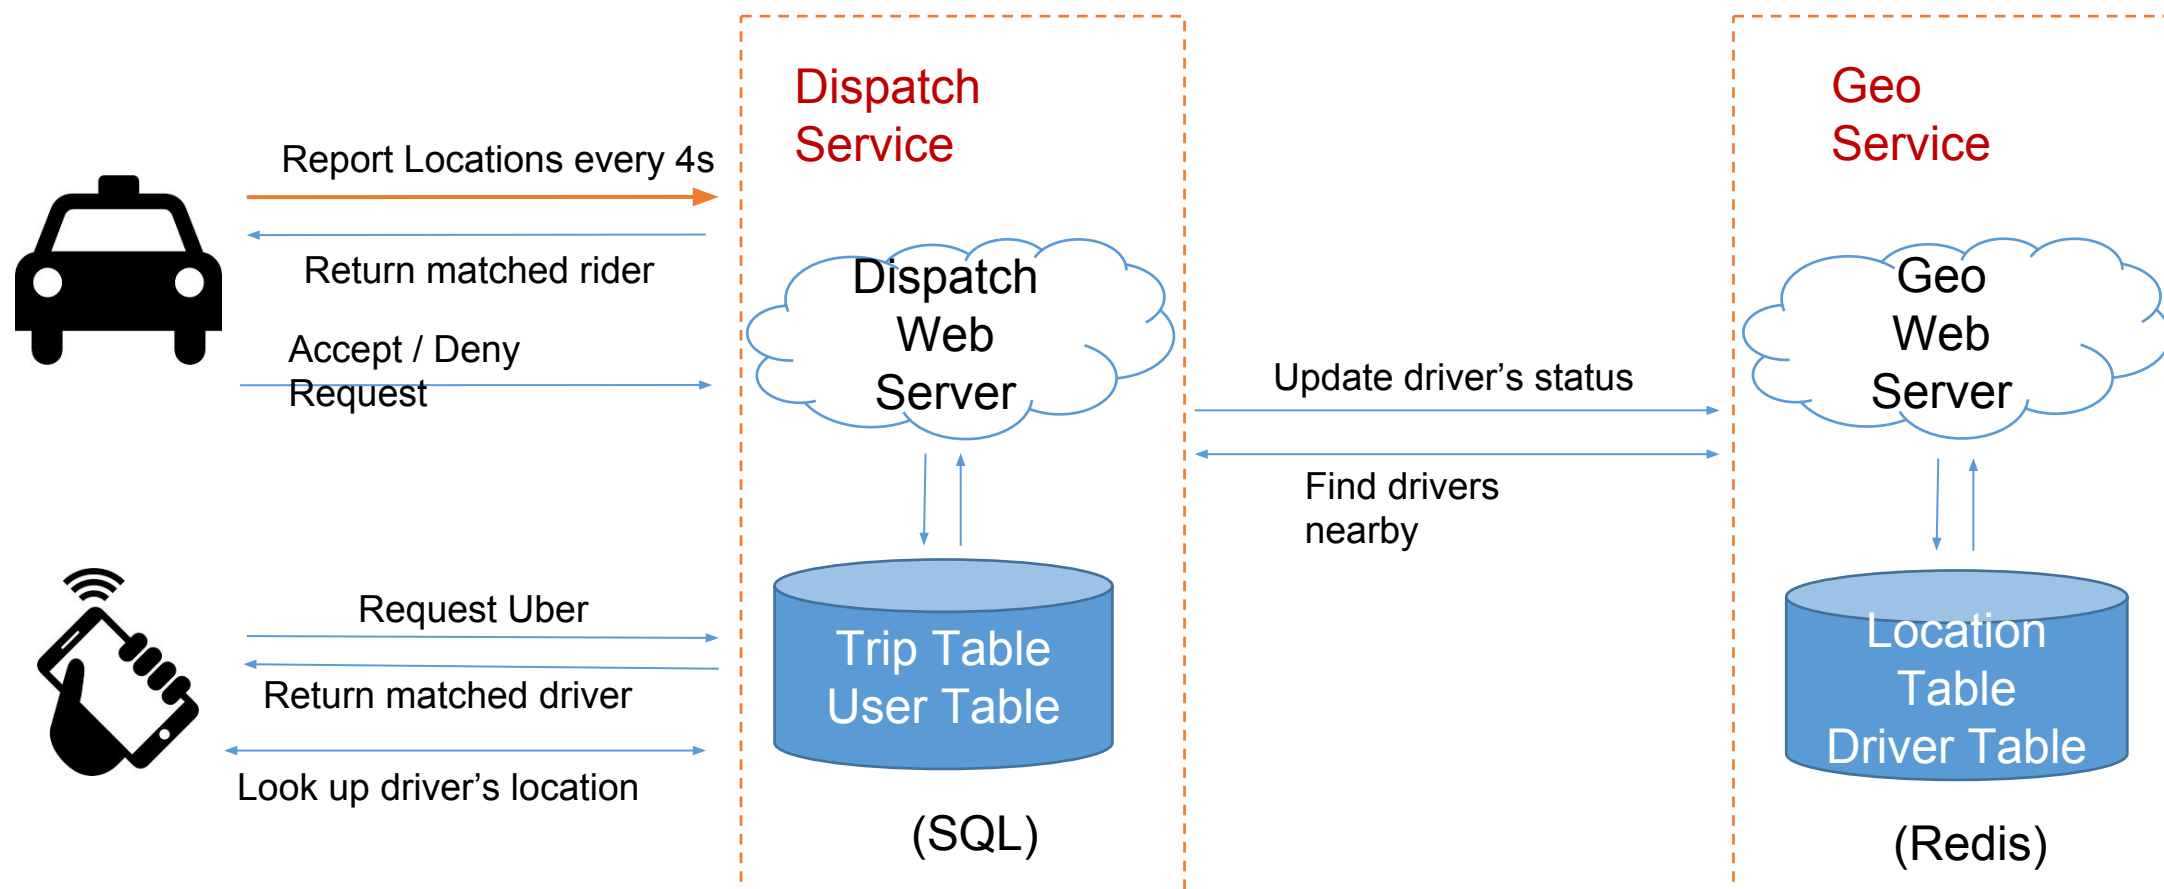 Dispatch
Service
Geo
Service
Report Locations every 4s
Return matched rider
Accept / Deny
Request
Dispatch
Web
Server
Geo
Web
Server
Update driver’s status
Find drivers
nearby
Request Uber
Return matched driver
Look up driver’s location
Trip Table
User Table
(SQL)
Location
Table
Driver Table
(Redis)